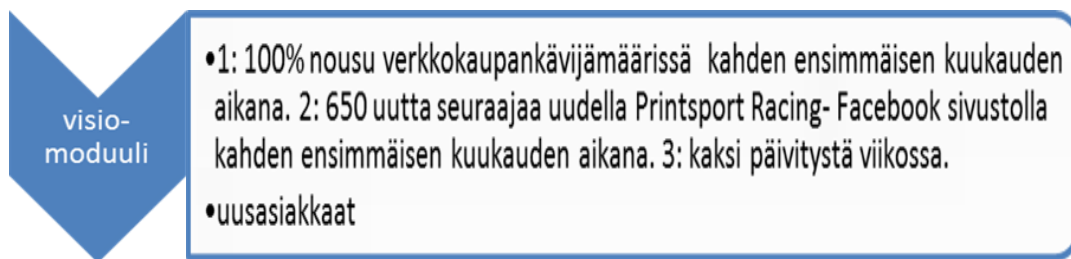 visio-
moduuli
•1: 100% nousu verkkokaupankävijämäärissä kahden ensimmäisen kuukauden
aikana. 2: 650 uutta seuraajaa uudella Printsport Racing- Facebook sivustolla
kahden ensimmäisen kuukauden aikana. 3: kaksi päivitystä viikossa.
•uusasiakkaat